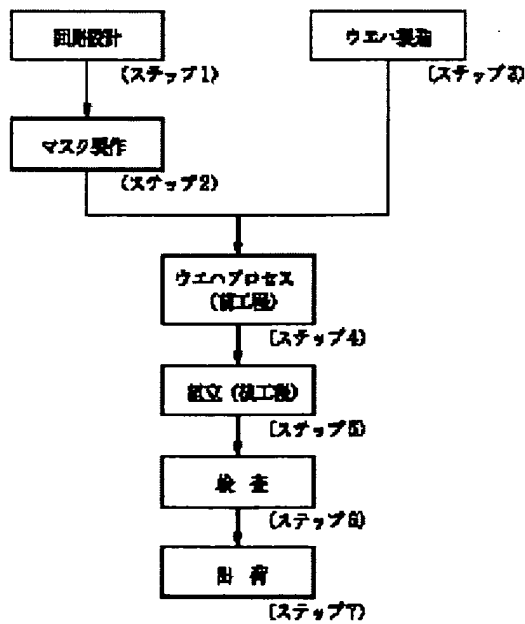 回路設計
(ステップ1)
ウエハ製造
(ステップ3)
マスク製作
(ステップ2)
ウエハプロセス
(前工程)
(ステップ4)
組立(後工程)
(ステップ5)
検査
(ステップ6)
出荷
(ステップ7)